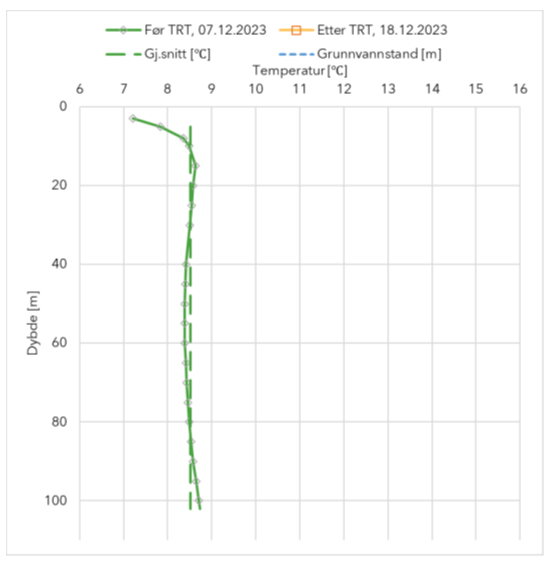 Før TRT, 07.12.2023 Etter TRT, 18.12.2023
Gj.snitt [℃] Grunnvannstand [m]
Temperatur [℃]
6 7 8 9 10 11 12 13 14 15 16
0
20
40
60
80
100
Dybde [m]